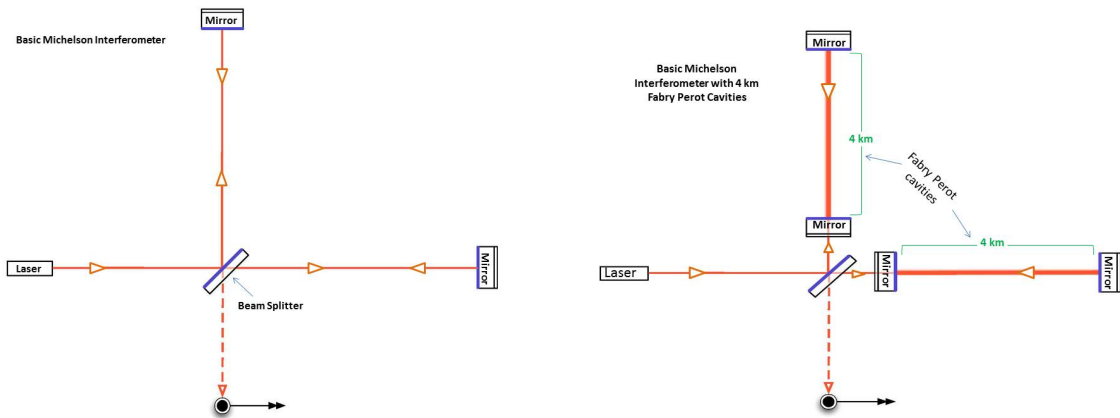 Mirror
Basic Michelson Interferometer
Laser
Mirror
Beam Splitter
Mirror
Basic Michelson
Interferometer with 4 km
Fabry Perot Cavities
4 km
Fabry Perot
cavities
Mirror
4 km
Laser
Mirror
Mirror